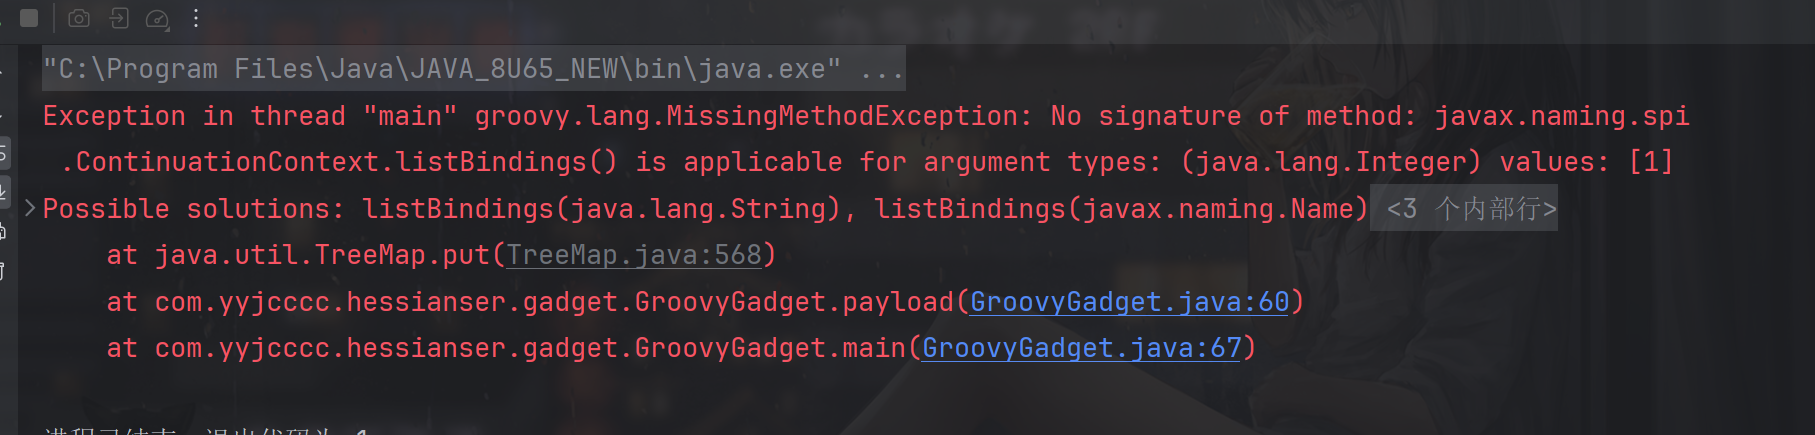 "C:\Program Files\Java\JAVA_8U65_NEW\bin\java.exe" ...
Exception in thread "main" groovy.lang.MissingMethodException: No signature of method: javax.naming.spi
.ContinuationContext.listBindings() is applicable for argument types: (java.lang.Integer) values: [1]
Possible solutions: listBindings(java.lang.String), listBindings(javax.naming.Name) <3 个内部行>
at java.util.TreeMap.put(TreeMap.java:568)
at com.yyjcccc.hessianser.gadget.GroovyGadget.payload(GroovyGadget.java:60)
at com.yyjcccc.hessianser.gadget.GroovyGadget.main(GroovyGadget.java:67)